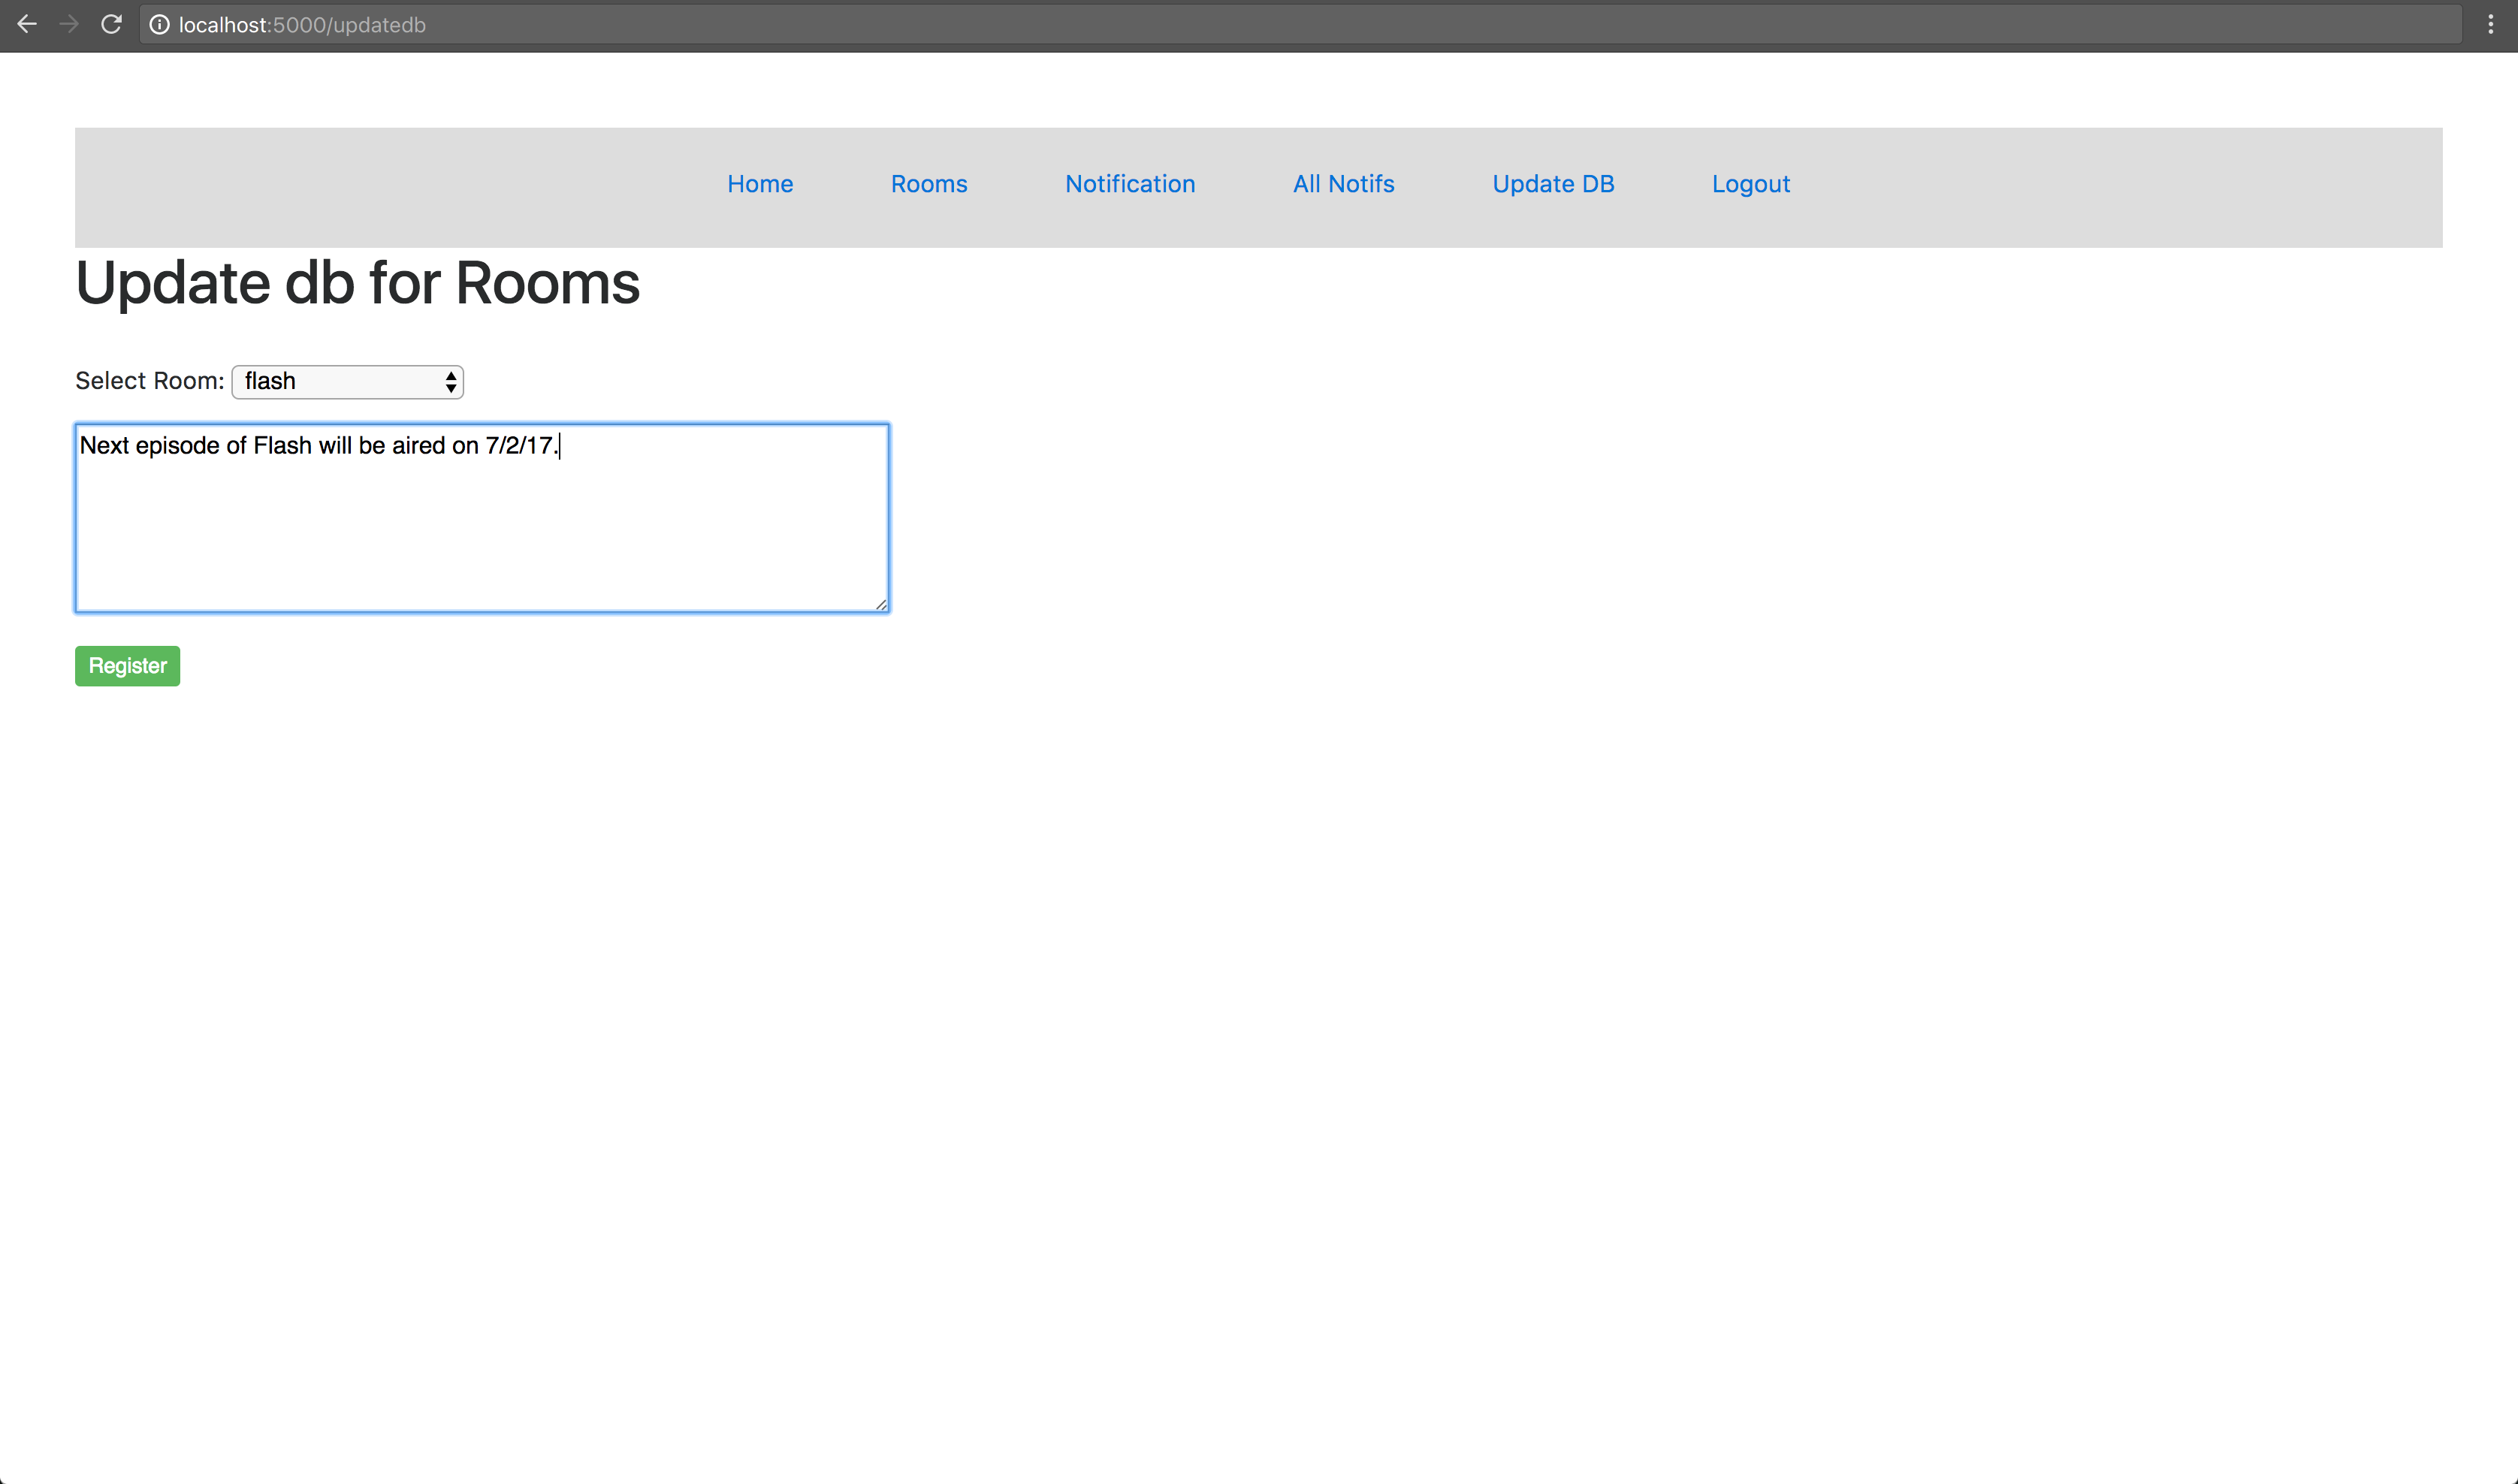 localhost:5000/updatedb
Home Rooms Notification All Notifs Update DB Logout
Update db for Rooms
Select Room: flash
Next episode of Flash will be aired on 7/2/17.
Register